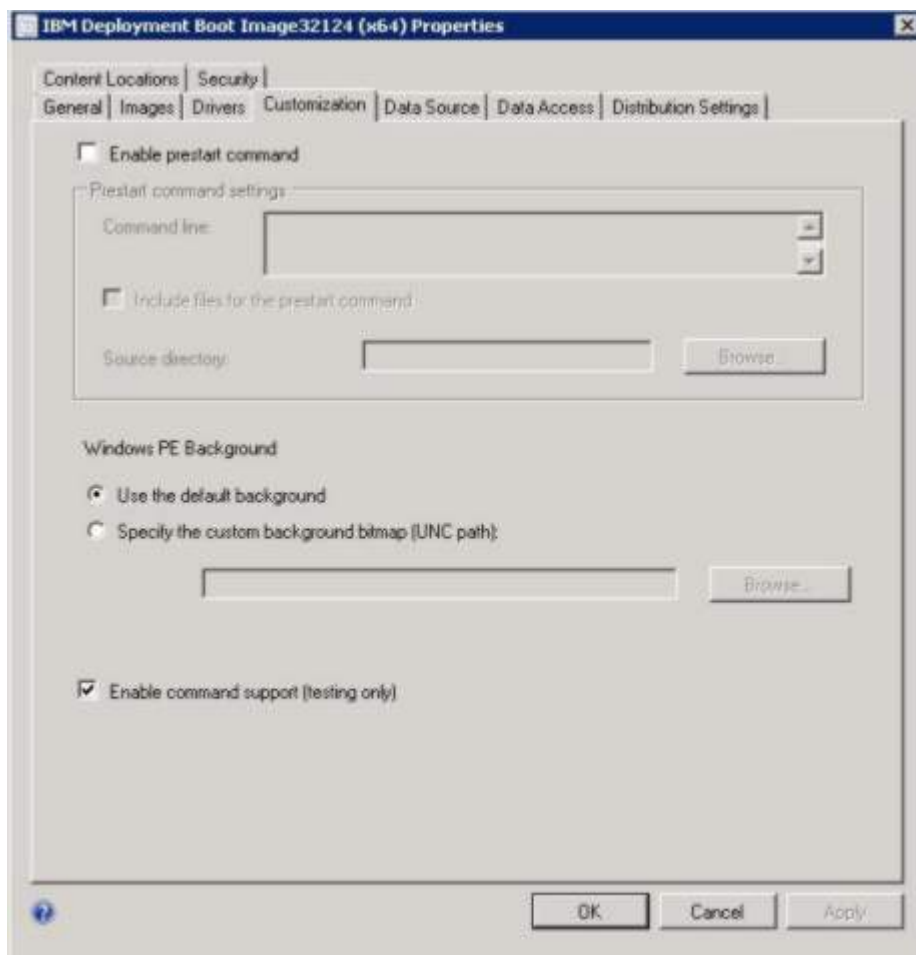 IBM Deployment Boot Image32124 (x64) Properties
Content Locations Security
General Images Drivers Customization Data Source Data Access Distribution Settings
Enable prestart command
Prestart command settings
Command line:
Include files for the prestart command
Source directory:
Browse...
Windows PE Background
Use the default background
Specify the custom background bitmap (UNC path):
Browse...
Enable command support (testing only)
OK Cancel Apply